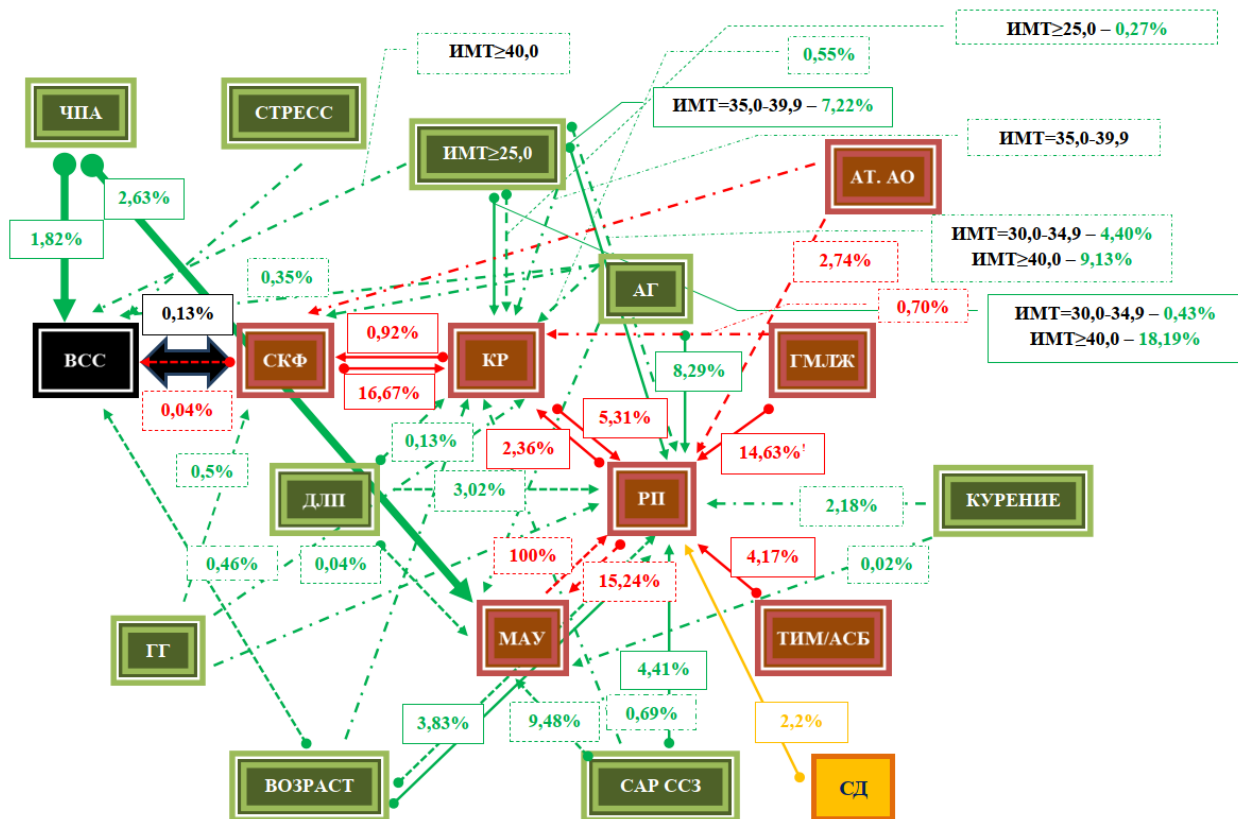 ИМТ≥40,0
ИМТ≥25,0 – 0,27%
0,55%
ЧПА
СТРЕСС
ИМТ=35,0-39,9 – 7,22%
ИМТ≥25,0
ИМТ=35,0-39,9
АТ. АО
2,63%
1,82%
ИМТ=30,0-34,9 – 4,40%
ИМТ≥40,0 – 9,13%
2,74%
0,35%
АГ
0,13%
0,70%
ИМТ=30,0-34,9 – 0,43%
ИМТ≥40,0 – 18,19%
0,92%
ВСС
СКФ
КР
ГМЛЖ
8,29%
16,67%
0,04%
5,31%
0,13%
2,36%
14,63%!
0,5%
3,02%
ДЛП
РП
КУРЕНИЕ
2,18%
0,46%
0,04%
100%
4,17%
0,02%
15,24%
МАУ
ТИМ/АСБ
ГГ
4,41%
3,83%
9,48%
0,69%
2,2%
ВОЗРАСТ
САР ССЗ
СД